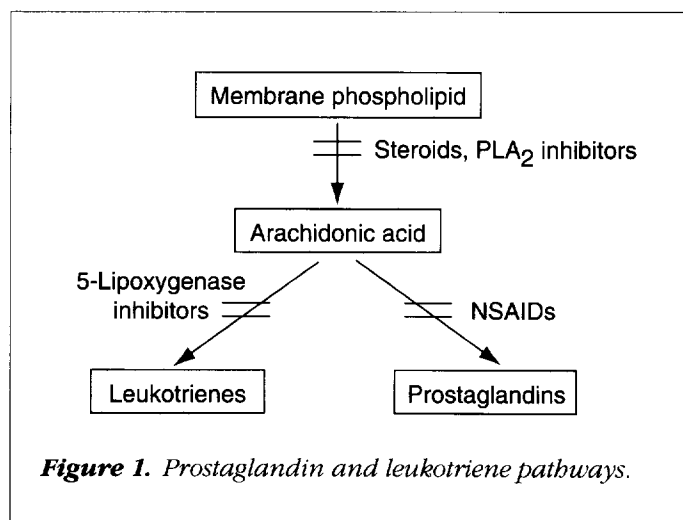 Membrane phospholipid
Steroids, PLA2 inhibitors
Arachidonic acid
5-Lipoxygenase
inhibitors
NSAIDs
Leukotrienes
Prostaglandins
Figure 1. Prostaglandin and leukotriene pathways.